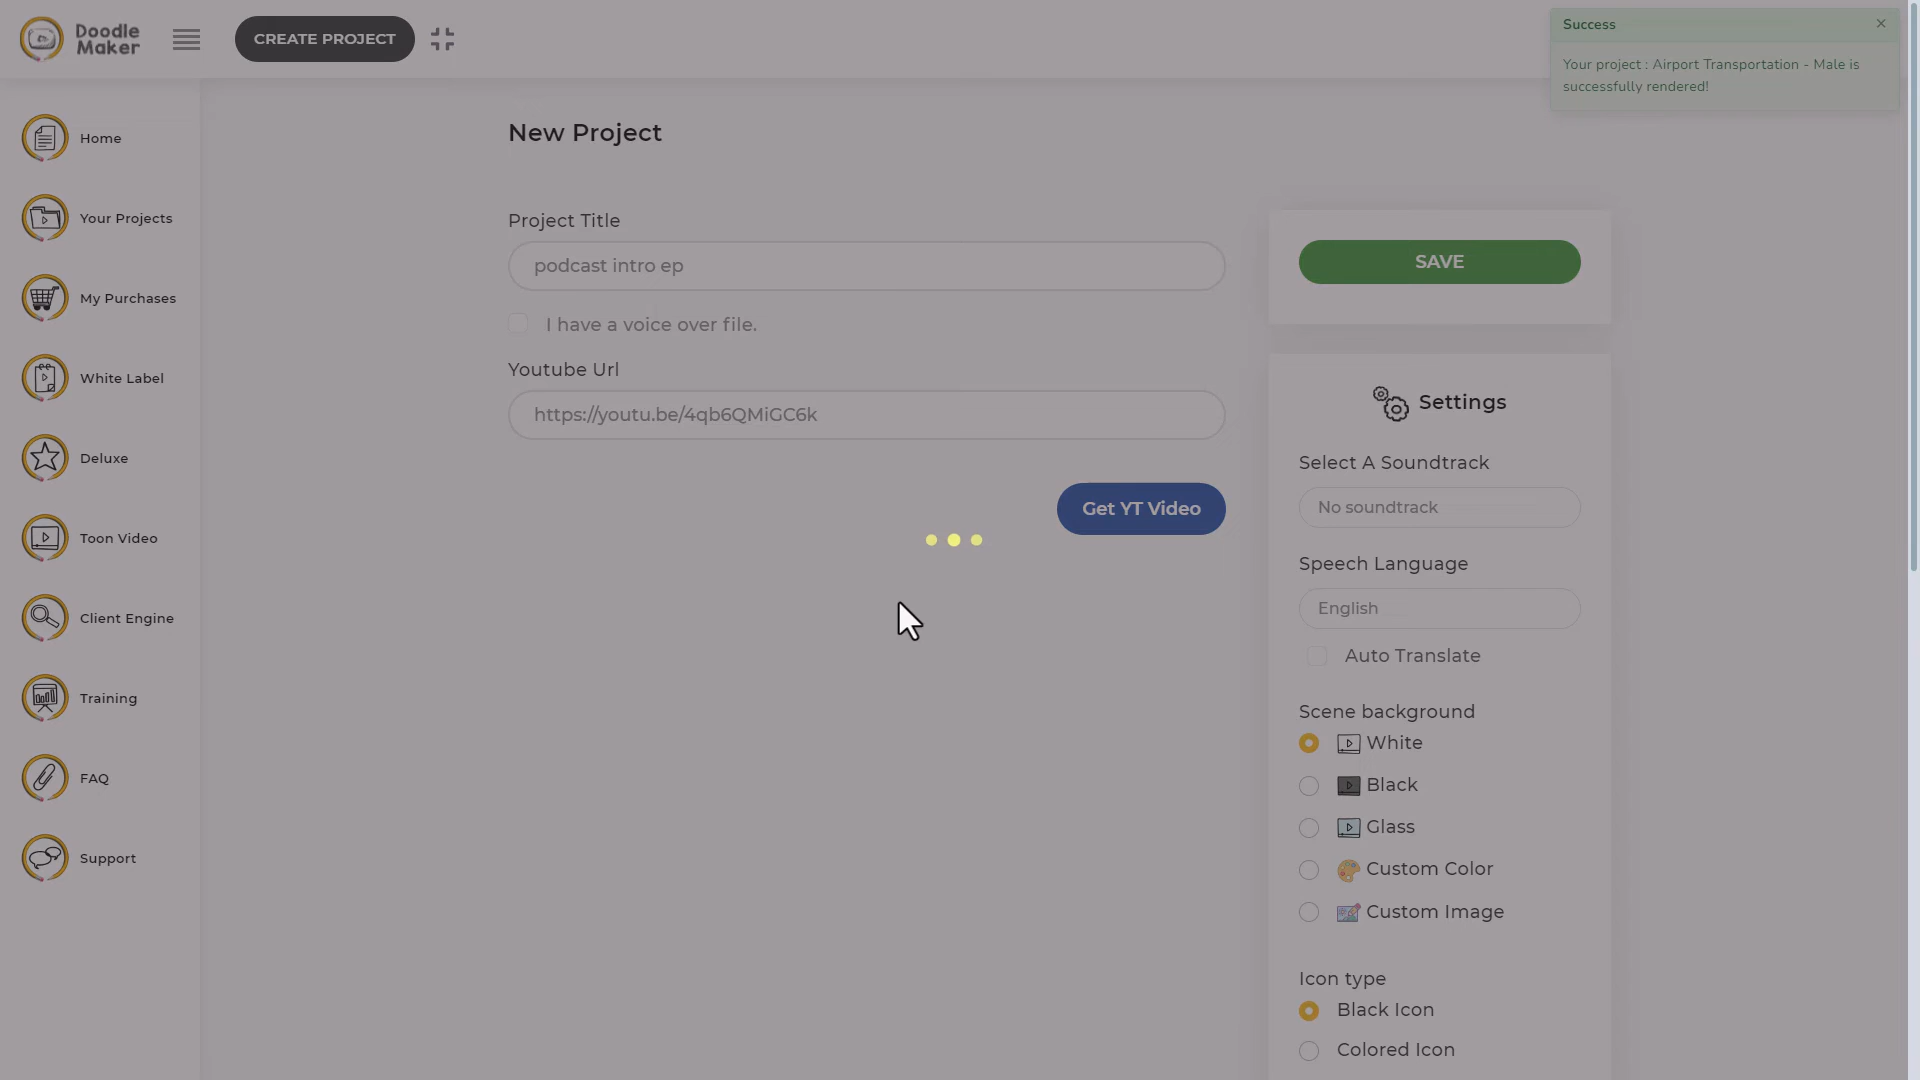 Doodle
Maker
CREATE PROJECT
Success
Your project : Airport Transportation - Male is
successfully rendered!
Home
Your Projects
My Purchases
White Label
Deluxe
Toon Video
Client Engine
Training
FAQ
Support
New Project
Project Title
podcast intro ep
I have a voice over file.
Youtube Url
https://youtu.be/4qb6QMiGC6k
Get YT Video
SAVE
Settings
Select A Soundtrack
No soundtrack
Speech Language
English
Auto Translate
Scene background
White
Black
Glass
Custom Color
Custom Image
Icon type
Black Icon
Colored Icon